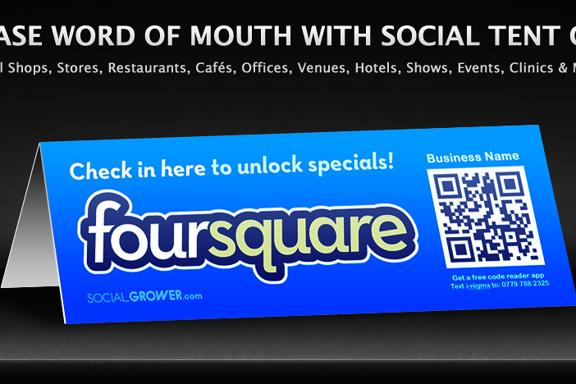 ASE WORD OF MOUTH WITH SOCIAL TENT
l Shops, Stores, Restaurants, Cafés, Offices, Venues, Hotels, Shows, Events, Clinics &
Check in here to unlock specials!
Business Name
foursquare
Get a free code reader app
Text i-nigma to: 0779 788 2325
SOCIALGROWER.com